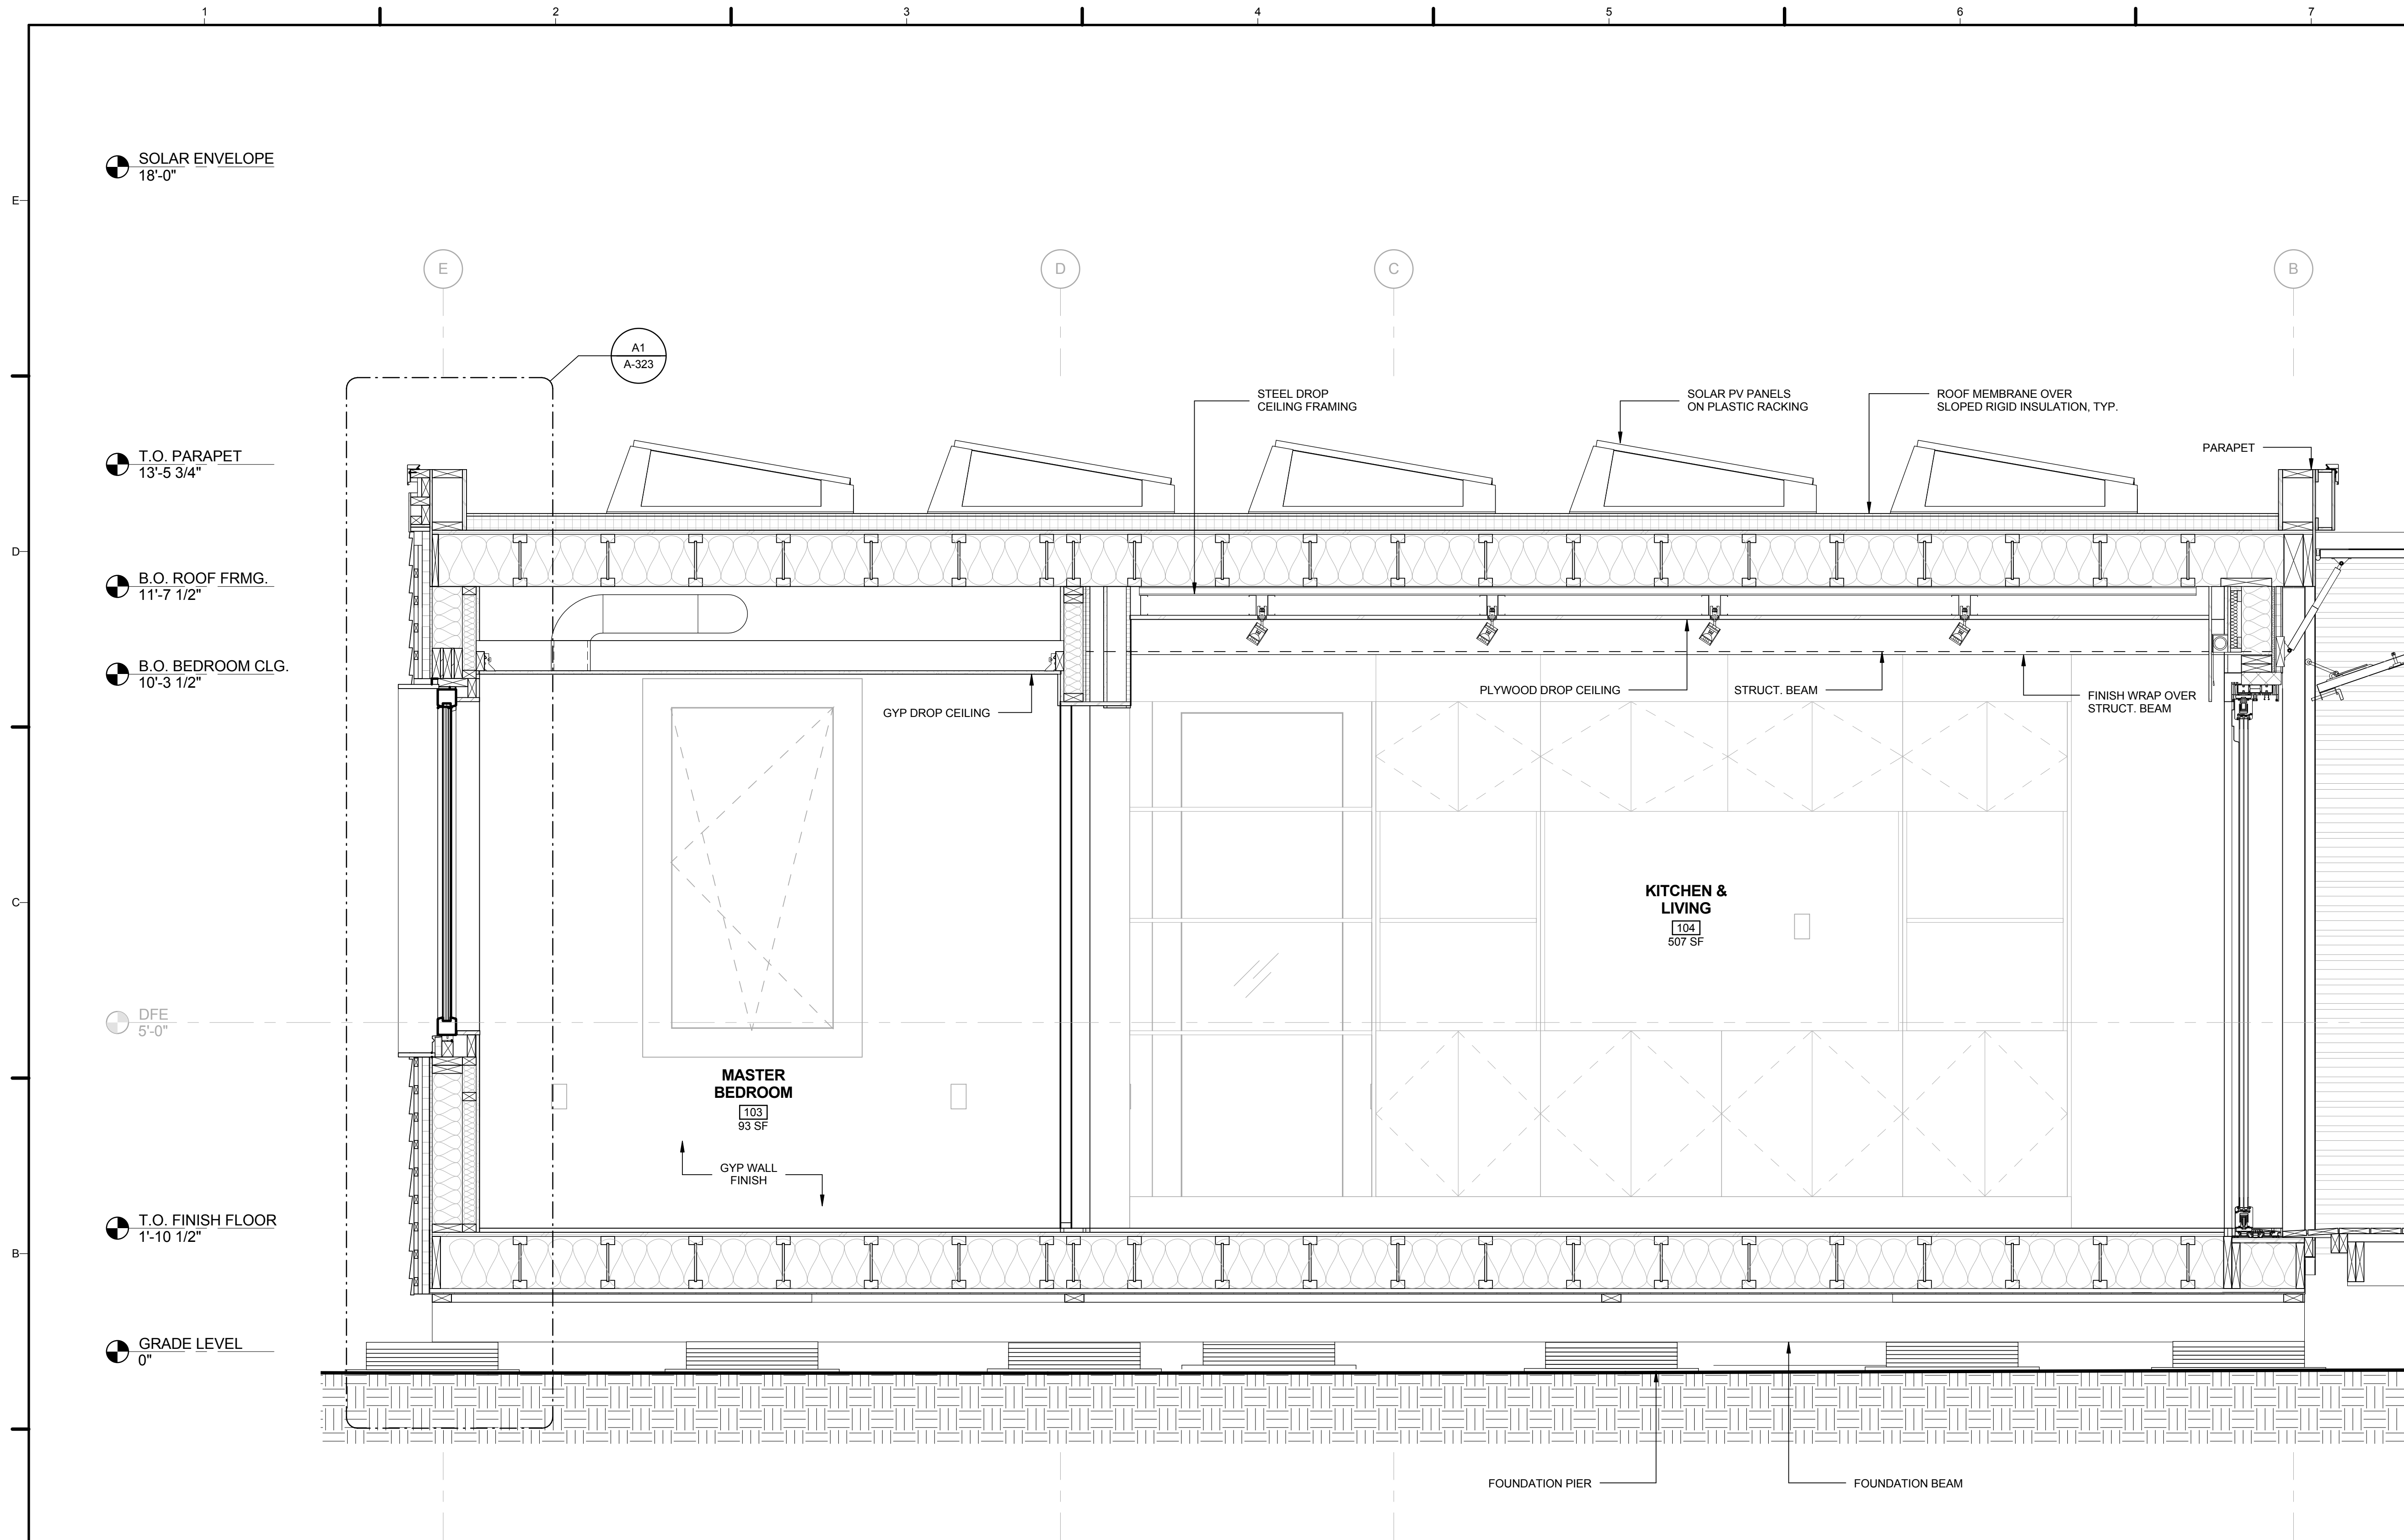 1 2 3 4 5 6 7
SOLAR ENVELOPE
18'-0"
E
E D C B
A1
A-323
STEEL DROP
CEILING FRAMING
SOLAR PV PANELS
ON PLASTIC RACKING
ROOF MEMBRANE OVER
SLOPED RIGID INSULATION, TYP.
PARAPET
T.O. PARAPET
13'-5 3/4"
D
B.O. ROOF FRMG.
11'-7 1/2"
B.O. BEDROOM CLG.
10'-3 1/2"
GYP DROP CEILING
PLYWOOD DROP CEILING
STRUCT. BEAM
FINISH WRAP OVER
STRUCT. BEAM
C
KITCHEN &
LIVING
104
507 SF
DFE
5'-0"
MASTER
BEDROOM
103
93 SF
GYP WALL
FINISH
T.O. FINISH FLOOR
1'-10 1/2"
B
GRADE LEVEL
0"
FOUNDATION PIER
FOUNDATION BEAM